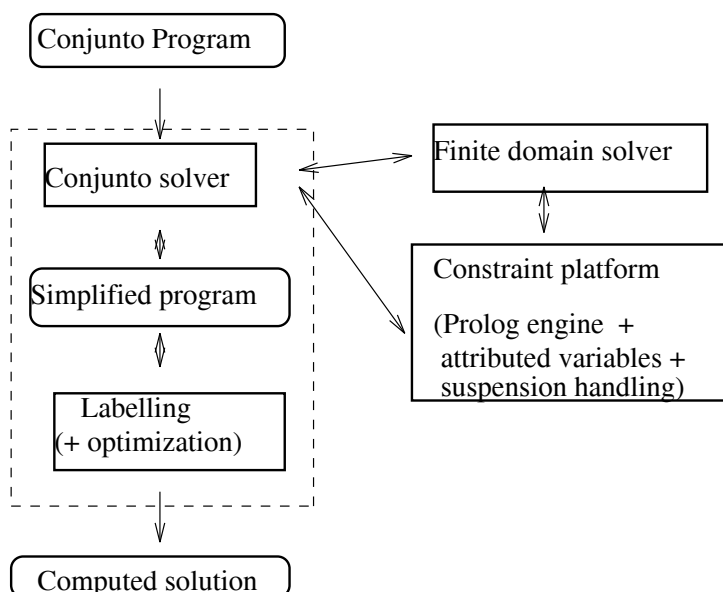 Conjunto Program
Conjunto solver
Simplified program
Labelling
(+ optimization)
Computed solution
Finite domain solver
Constraint platform
(Prolog engine +
attributed variables +
suspension handling)